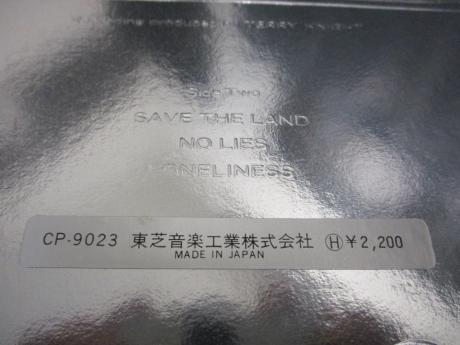 Side Two
SAVE THE LAND
NO LIES
LONELINESS
CP-9023 東芝音楽工業株式会社 Ⓗ¥2,200
MADE IN JAPAN